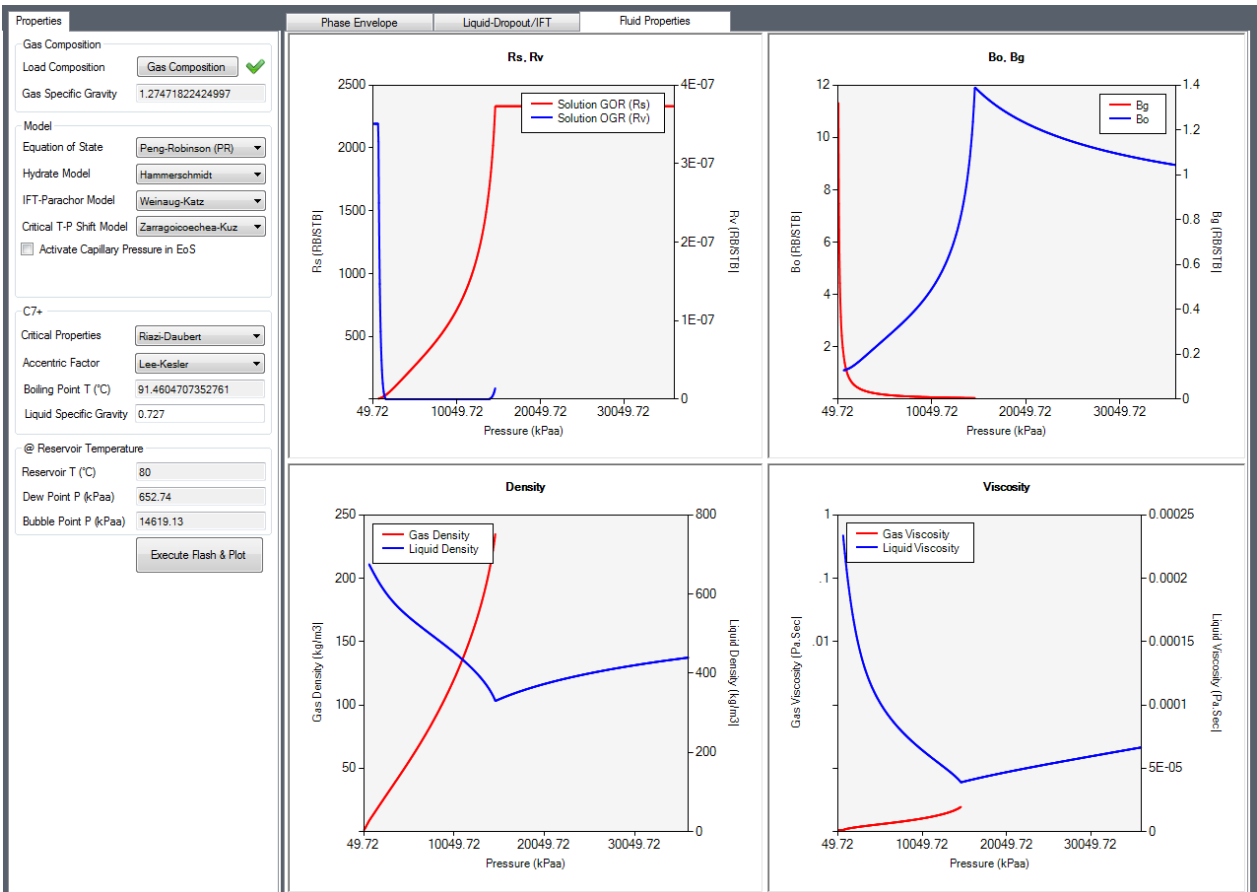 Properties
Gas Composition
Load Composition Gas Composition
Gas Specific Gravity 1.27471822424997
Model
Equation of State Peng-Robinson (PR)
Hydrate Model Hammerschmidt
IFT-Parachor Model Weinaug-Katz
Critical T-P Shift Model Zarragoicoechea-Kuz
Activate Capillary Pressure in EoS
C7+
Critical Properties Riazi-Daubert
Accentric Factor Lee-Kesler
Boiling Point T (°C) 91.4604707352761
Liquid Specific Gravity 0.727
@ Reservoir Temperature
Reservoir T (°C) 80
Dew Point P (kPaa) 652.74
Bubble Point P (kPaa) 14619.13
Execute Flash & Plot
Phase Envelope Liquid-Dropout/IFT Fluid Properties
Rs, Rv
Solution GOR (Rs)
Solution OGR (Rv)
2500
2000
1500
1000
500
Rs [RB/STB]
4E-07
3E-07
2E-07
1E-07
0
Rv [RB/STB]
49.72 10049.72 20049.72 30049.72
Pressure (kPaa)
Bo, Bg
Bg
Bo
12
10
8
6
4
2
Bo [RB/STB]
1.4
1.2
1
0.8
0.6
0.4
0.2
0
Bg [RB/STB]
49.72 10049.72 20049.72 30049.72
Pressure (kPaa)
Density
Gas Density
Liquid Density
250
200
150
100
50
Gas Density [kg/m3]
800
600
400
200
0
Liquid Density [kg/m3]
49.72 10049.72 20049.72 30049.72
Pressure (kPaa)
Viscosity
Gas Viscosity
Liquid Viscosity
1
.1
.01
Gas Viscosity [Pa.Sec]
0.00025
0.0002
0.00015
0.0001
5E-05
0
Liquid Viscosity [Pa.Sec]
49.72 10049.72 20049.72 30049.72
Pressure (kPaa)